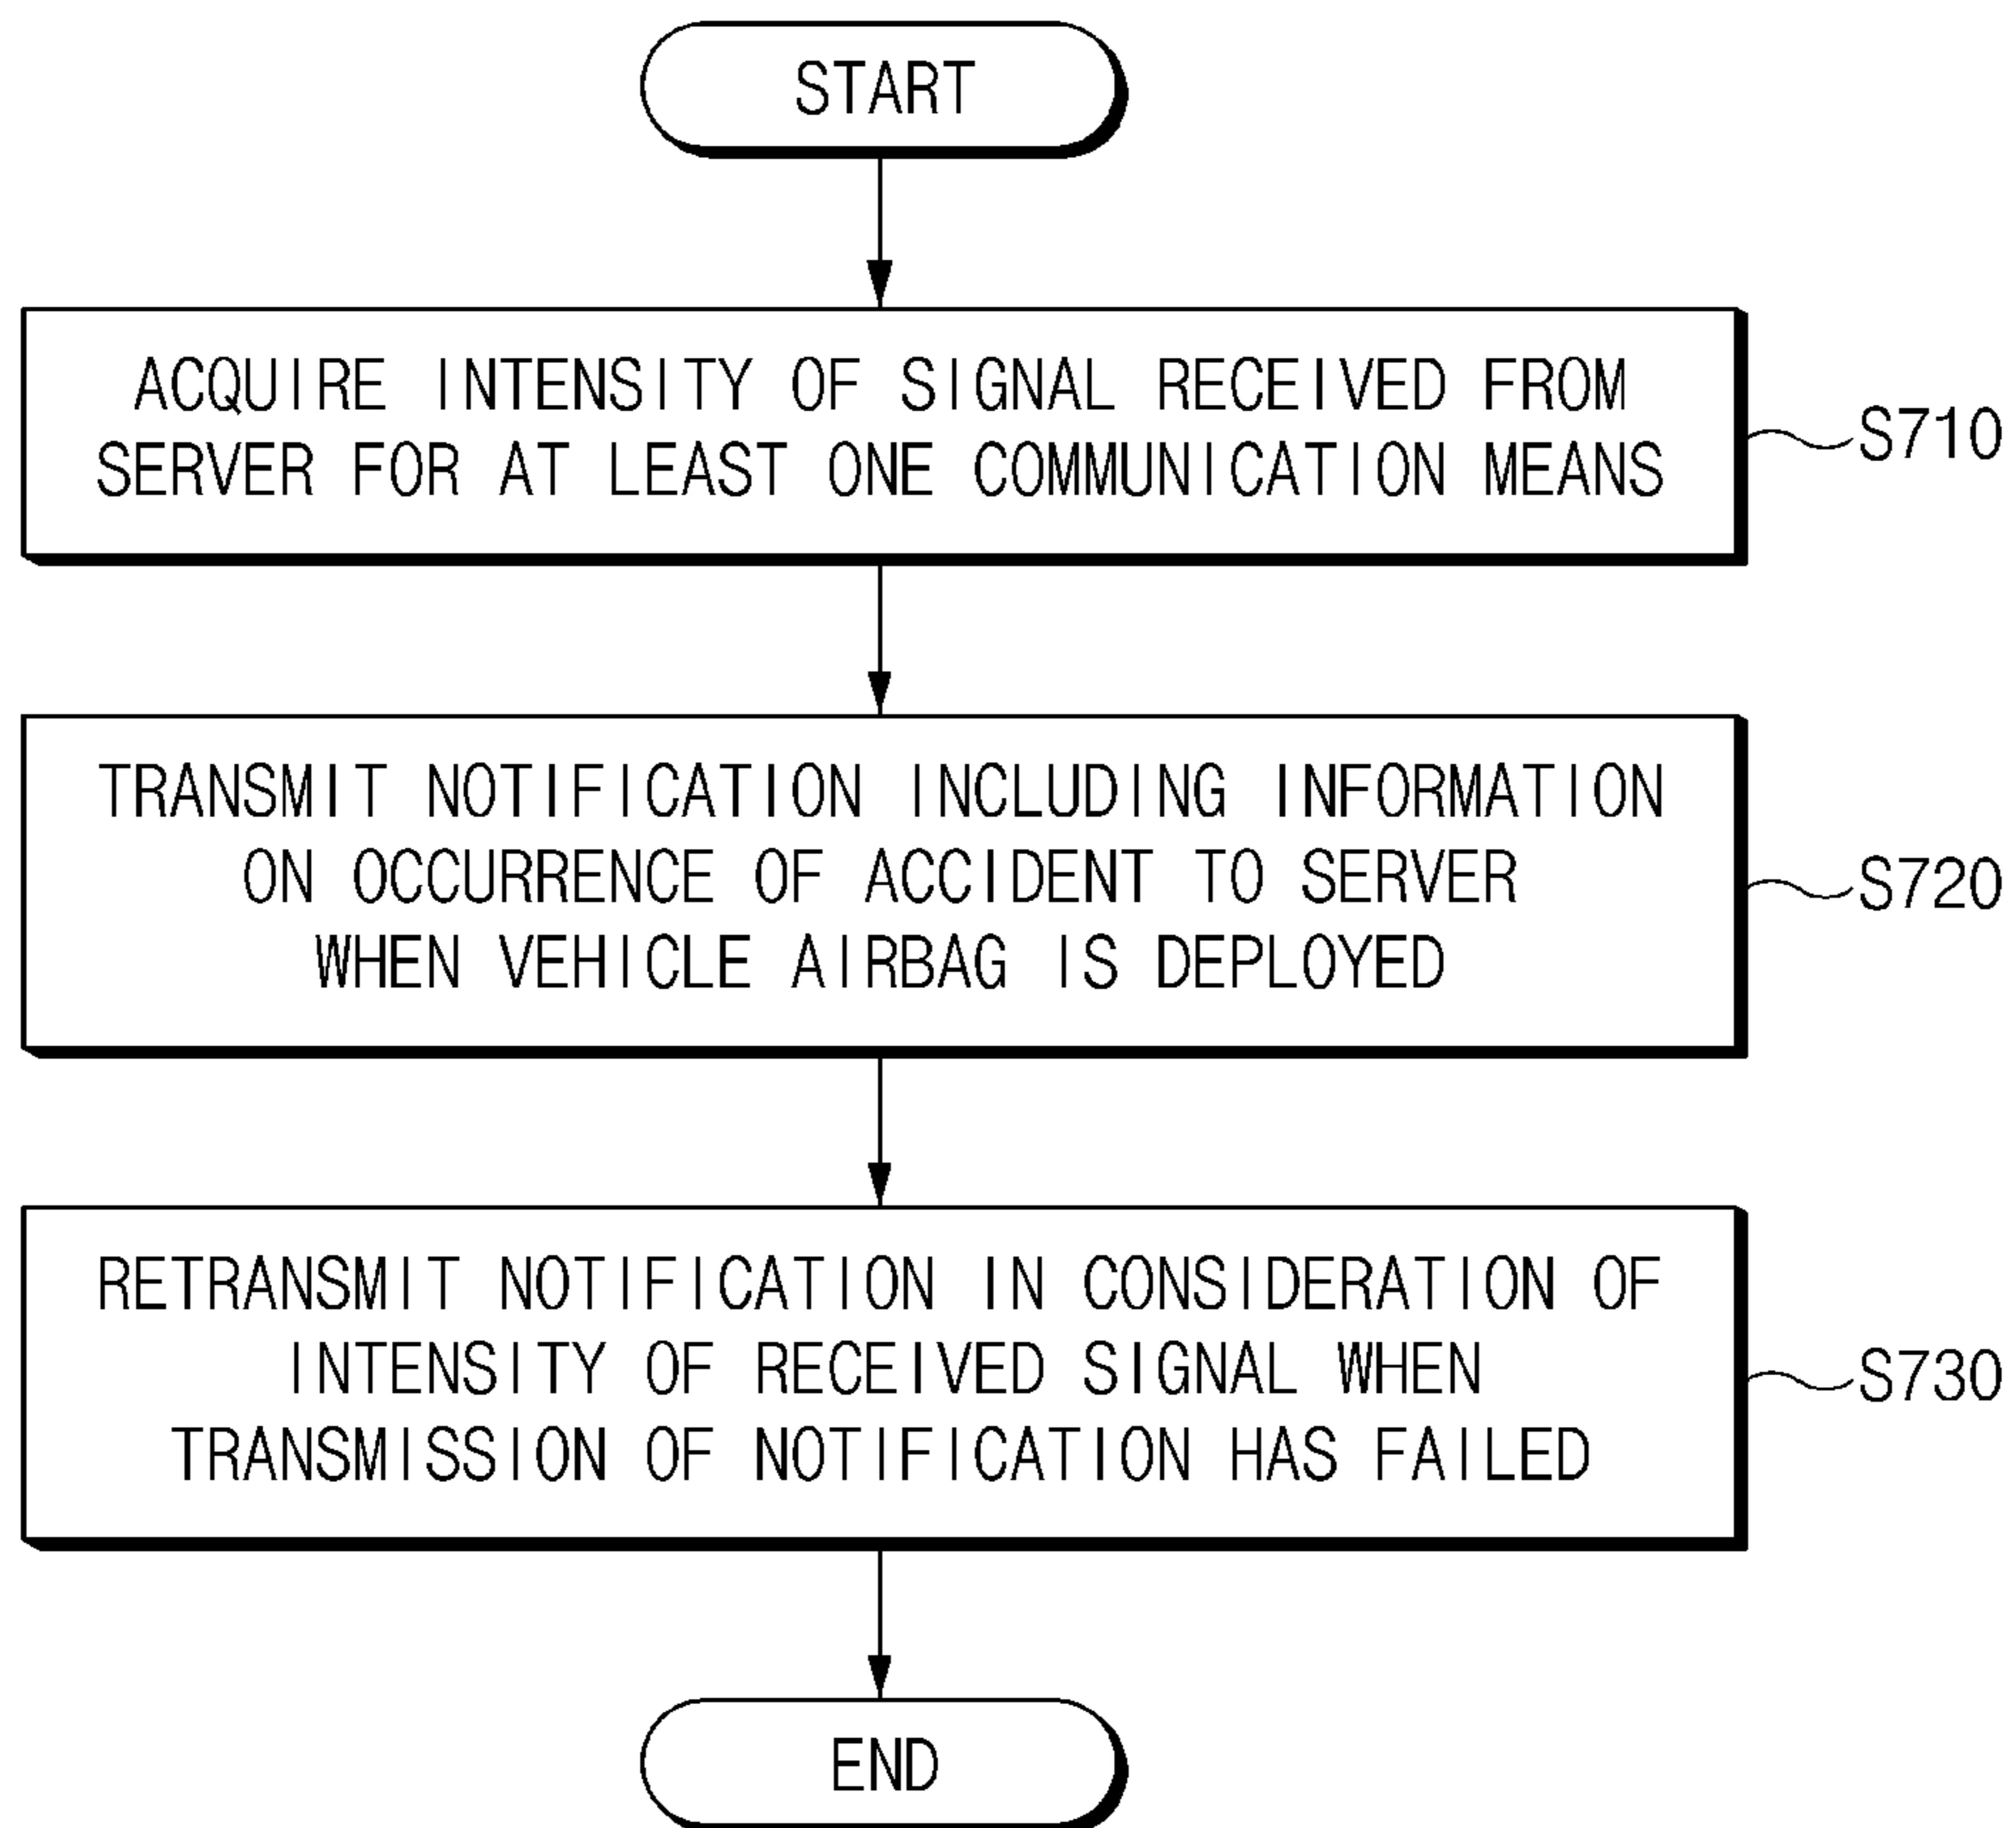 START
ACQUIRE INTENSITY OF SIGNAL RECEIVED FROM
SERVER FOR AT LEAST ONE COMMUNICATION MEANS
S710
TRANSMIT NOTIFICATION INCLUDING INFORMATION
ON OCCURRENCE OF ACCIDENT TO SERVER
WHEN VEHICLE AIRBAG IS DEPLOYED
S720
RETRANSMIT NOTIFICATION IN CONSIDERATION OF
INTENSITY OF RECEIVED SIGNAL WHEN
TRANSMISSION OF NOTIFICATION HAS FAILED
S730
END